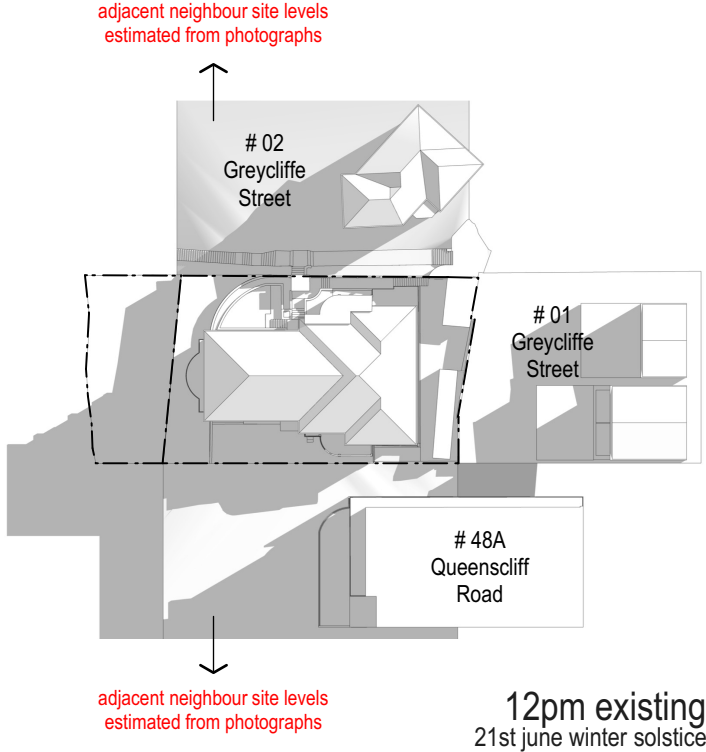 adjacent neighbour site levels
estimated from photographs
# 02
Greycliffe
Street
# 01
Greycliffe
Street
# 48A
Queenscliff
Road
adjacent neighbour site levels
estimated from photographs
12pm existing
21st june winter solstice